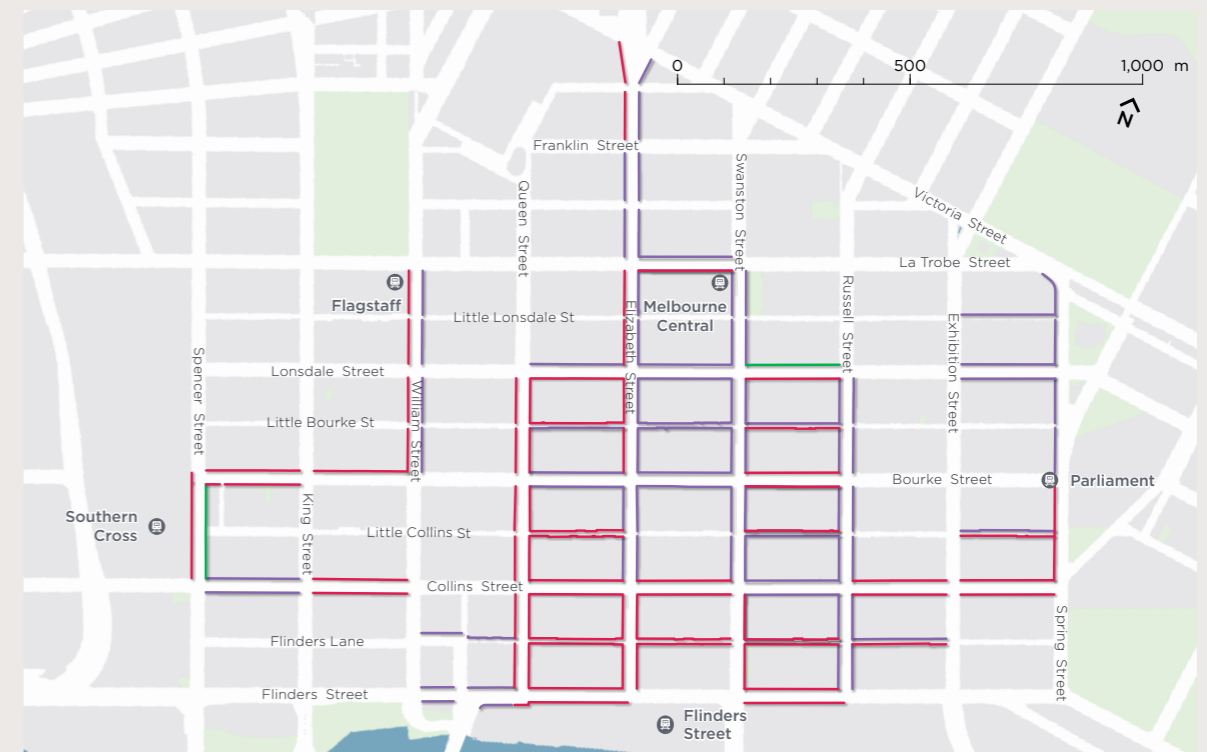 0 500 1,000 m
N
Franklin Street
Swanston Street
Queen Street
Victoria Street
La Trobe Street
Flagstaff
Melbourne
Central
Elizabeth Street
Russell Street
Little Lonsdale St
Exhibition Street
Spencer Street
Lonsdale Street
William Street
Little Bourke St
Bourke Street
Parliament
King Street
Southern
Cross
Little Collins St
Collins Street
Spring Street
Flinders Lane
Flinders Street
Flinders
Street